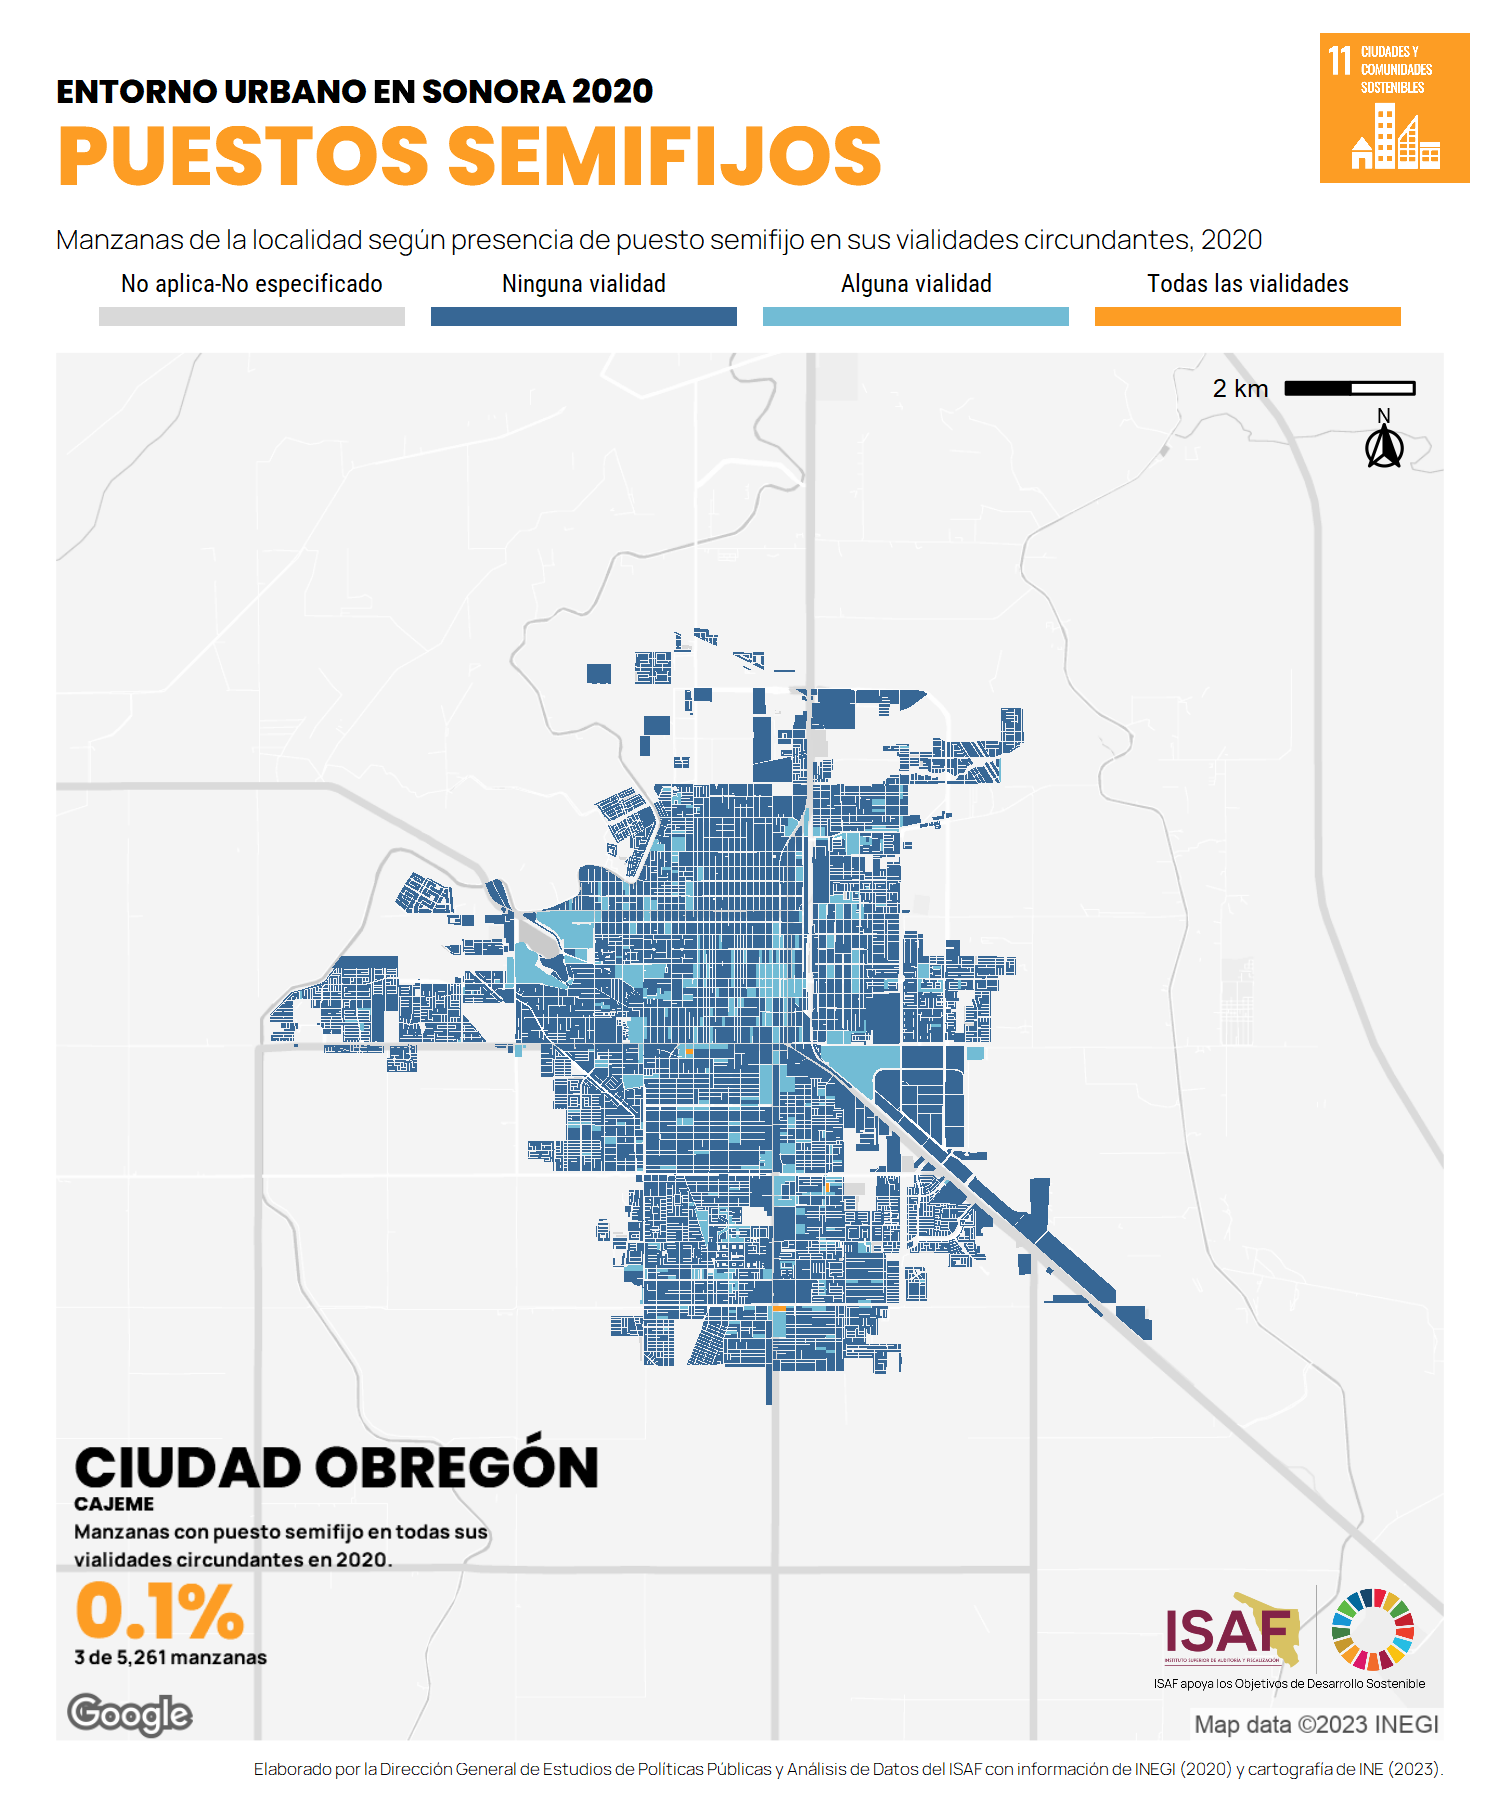 11 CIUDADES Y
COMUNIDADES
SOSTENIBLES
ENTORNO URBANO EN SONORA 2020
PUESTOS SEMIFIJOS
Manzanas de la localidad según presencia de puesto semifijo en sus vialidades circundantes, 2020
No aplica-No especificado Ninguna vialidad Alguna vialidad Todas las vialidades
2 km
N
CIUDAD OBREGÓN
CAJEME
Manzanas con puesto semifijo en todas sus
vialidades circundantes en 2020.
0.1%
3 de 5,261 manzanas
ISAF
INSTITUTO SUPERIOR DE AUDITORÍA Y FISCALIZACIÓN
ISAF apoya los Objetivos de Desarrollo Sostenible
Google
Map data ©2023 INEGI
Elaborado por la Dirección General de Estudios de Políticas Públicas y Análisis de Datos del ISAF con información de INEGI (2020) y cartografía de INE (2023).